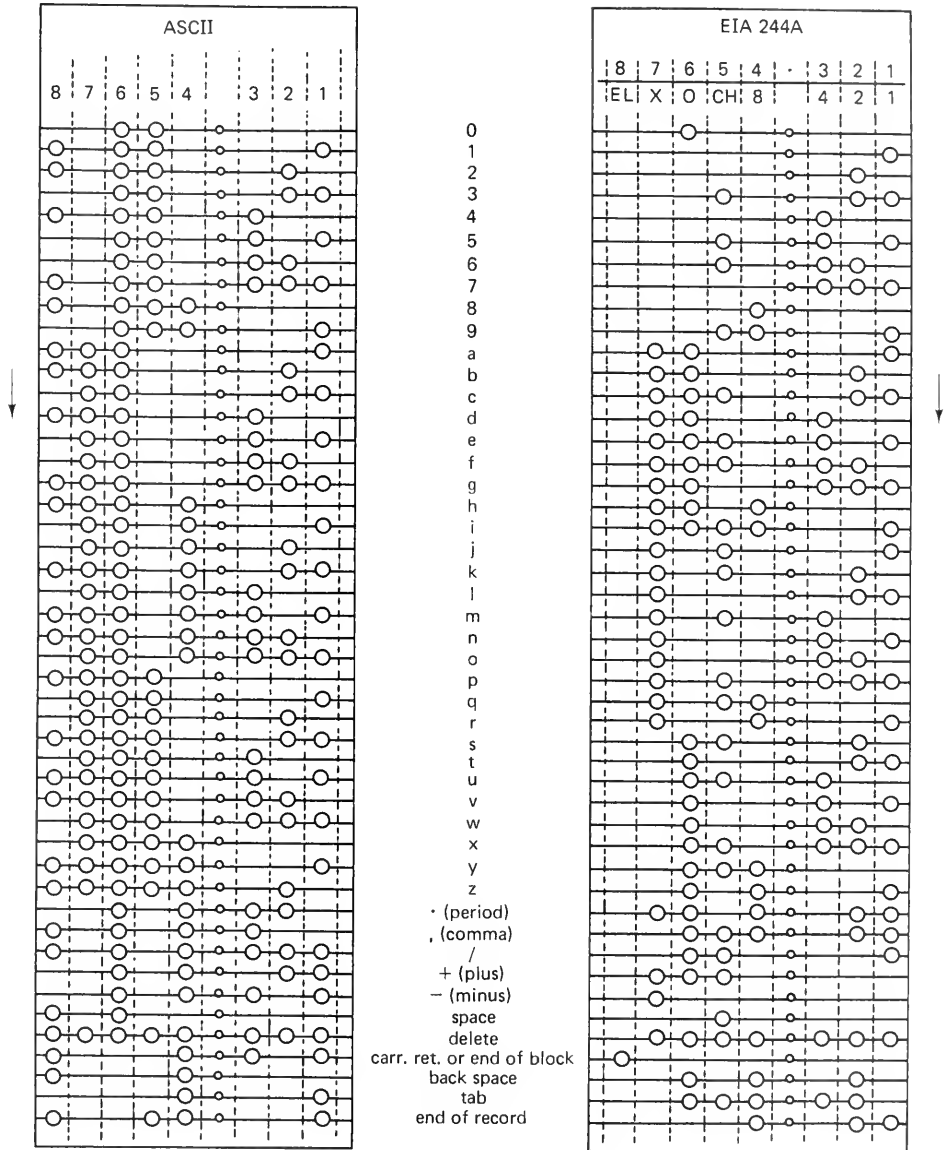 ASCII
8 7 6 5 4 3 2 1
EIA 244A
8 7 6 5 4 · 3 2 1
EL X O CH 8 4 2 1
0
1
2
3
4
5
6
7
8
9
a
b
c
d
e
f
g
h
i
j
k
l
m
n
o
p
q
r
s
t
u
v
w
x
y
z
· (period)
, (comma)
/
+ (plus)
− (minus)
space
delete
carr. ret. or end of block
back space
tab
end of record